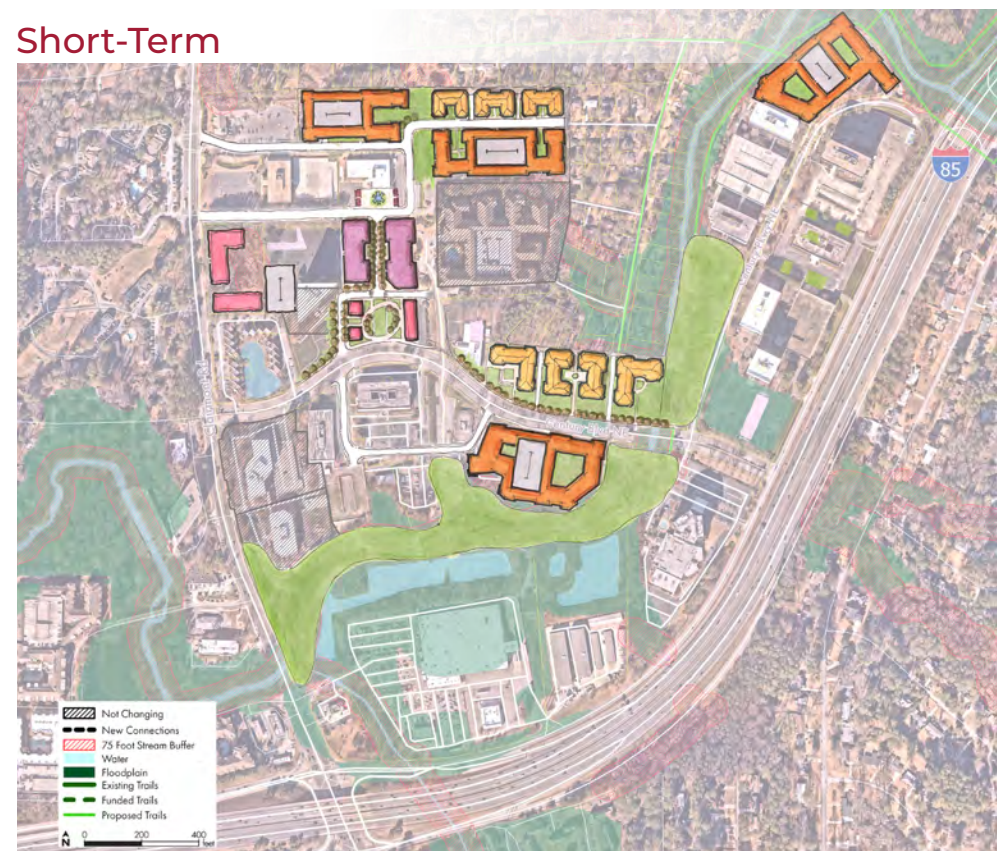 Short-Term
85
Not Changing
New Connections
75 Foot Stream Buffer
Water
Floodplain
Existing Trails
Funded Trails
Proposed Trails
N
0 200 400